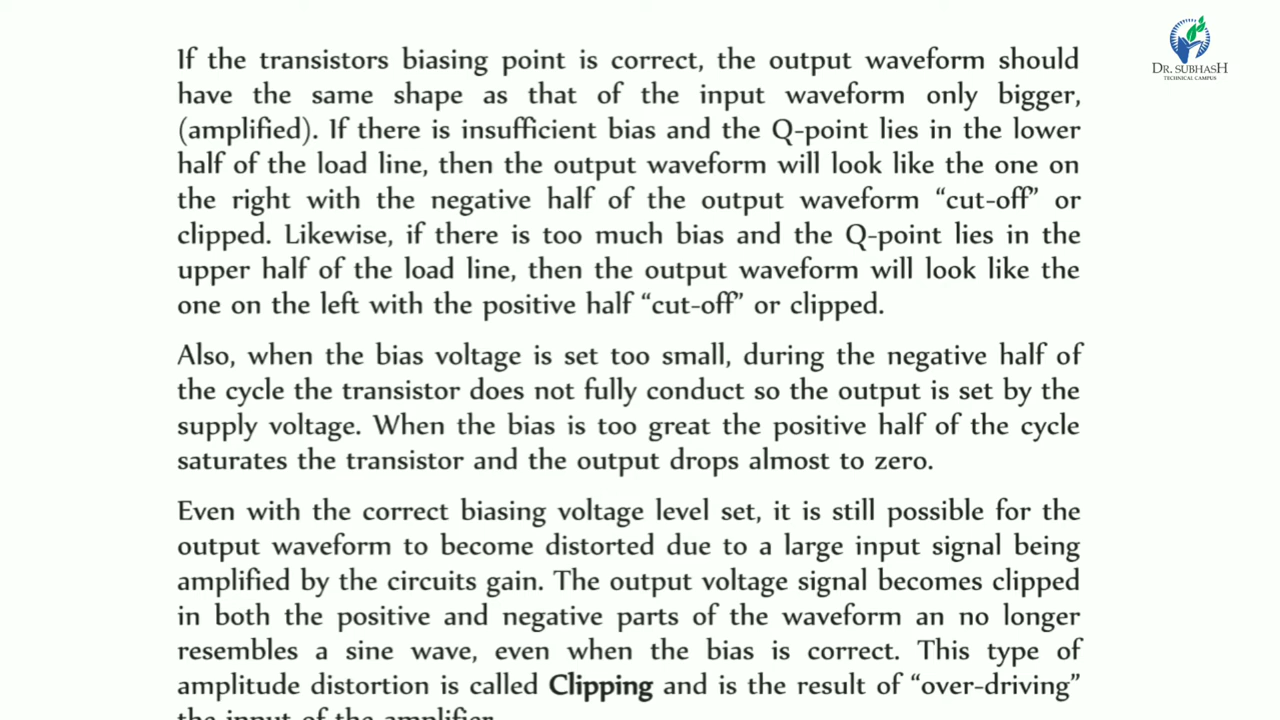 DR. SUBHASH
TECHNICAL CAMPUS
If the transistors biasing point is correct, the output waveform should
have the same shape as that of the input waveform only bigger,
(amplified). If there is insufficient bias and the Q-point lies in the lower
half of the load line, then the output waveform will look like the one on
the right with the negative half of the output waveform “cut-off” or
clipped. Likewise, if there is too much bias and the Q-point lies in the
upper half of the load line, then the output waveform will look like the
one on the left with the positive half “cut-off” or clipped.
Also, when the bias voltage is set too small, during the negative half of
the cycle the transistor does not fully conduct so the output is set by the
supply voltage. When the bias is too great the positive half of the cycle
saturates the transistor and the output drops almost to zero.
Even with the correct biasing voltage level set, it is still possible for the
output waveform to become distorted due to a large input signal being
amplified by the circuits gain. The output voltage signal becomes clipped
in both the positive and negative parts of the waveform an no longer
resembles a sine wave, even when the bias is correct. This type of
amplitude distortion is called Clipping and is the result of “over-driving”
the input of the amplifier.